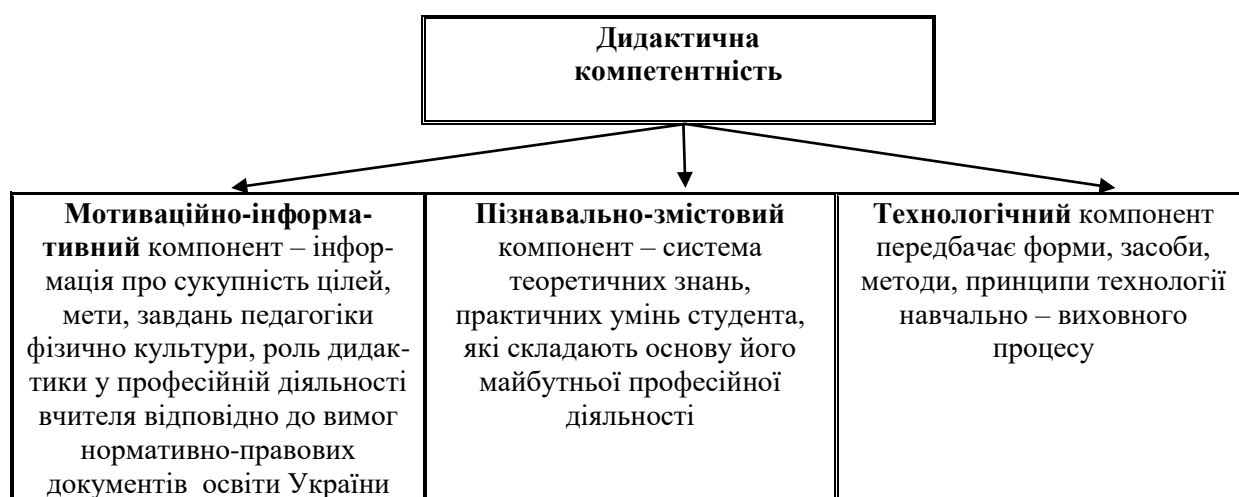 Дидактична
компетентність
Мотиваційно-інформа-
тивний компонент – інфор-
мація про сукупність цілей,
мети, завдань педагогіки
фізично культури, роль дидак-
тики у професійній діяльності
вчителя відповідно до вимог
нормативно-правових
документів освіти України
Пізнавально-змістовий
компонент – система
теоретичних знань,
практичних умінь студента,
які складають основу його
майбутньої професійної
діяльності
Технологічний компонент
передбачає форми, засоби,
методи, принципи технології
навчально – виховного
процесу